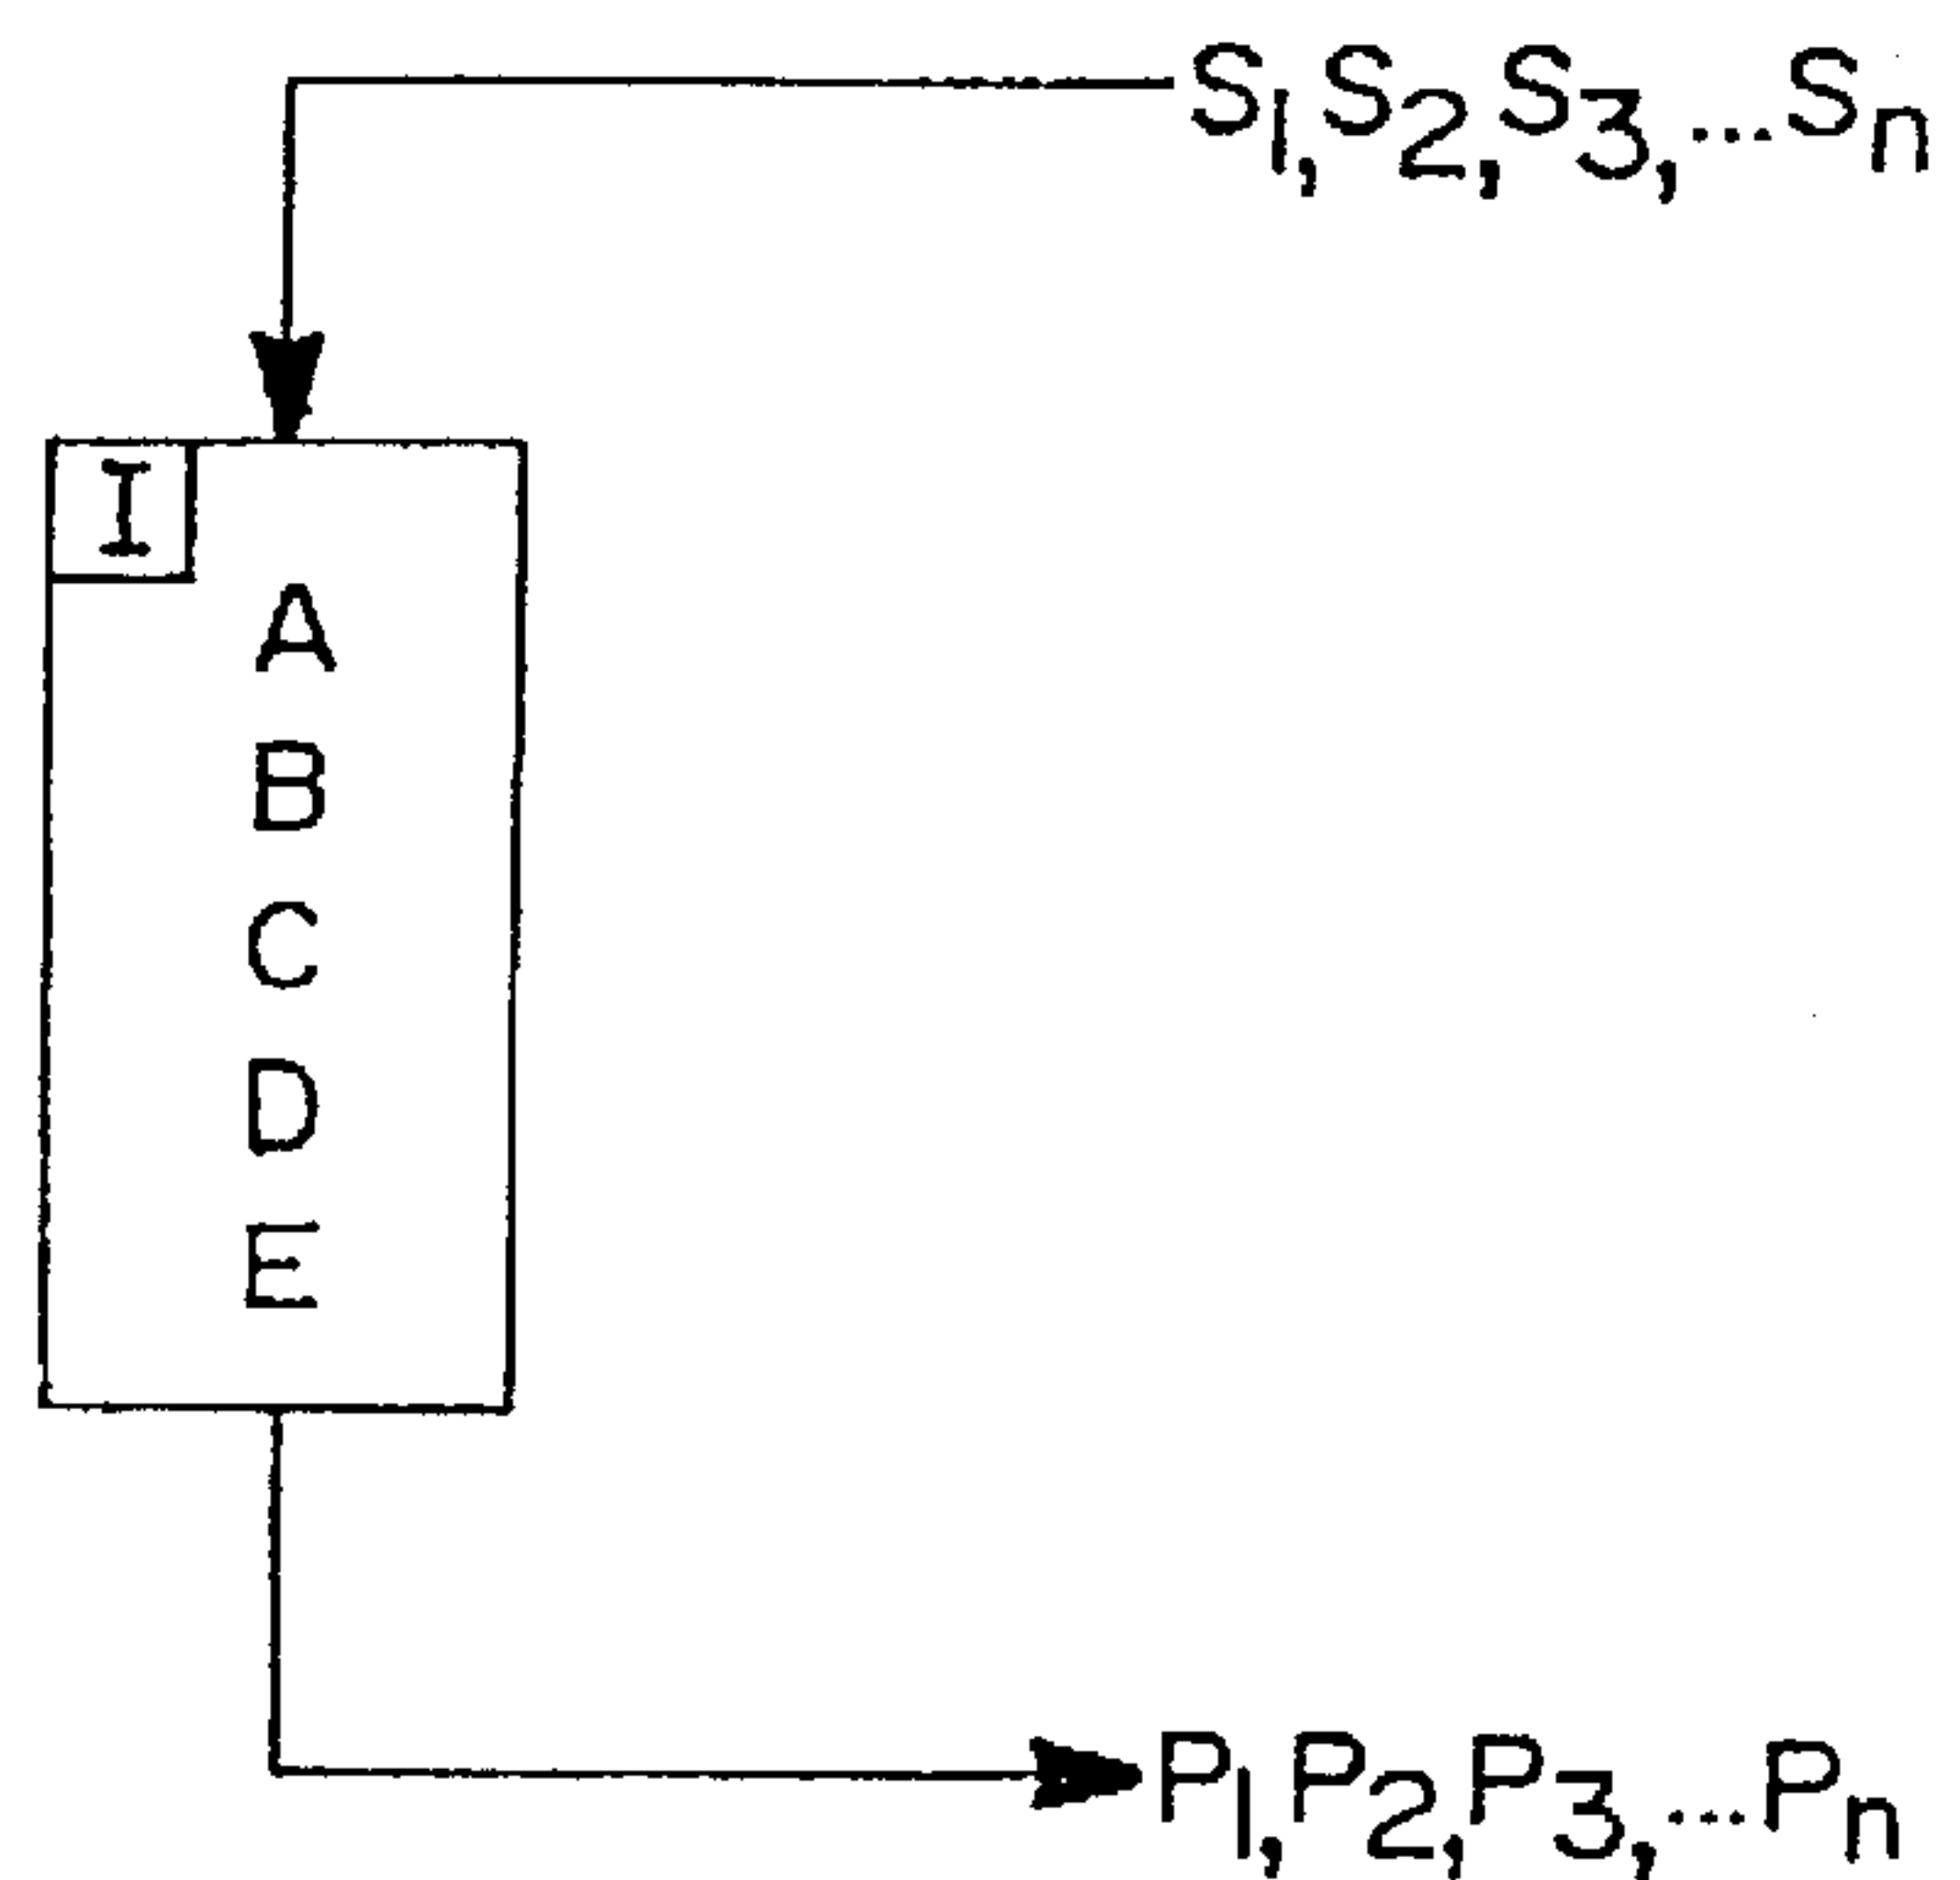 S1,S2,S3,...Sn
I
A
B
C
D
E
P1,P2,P3,...Pn